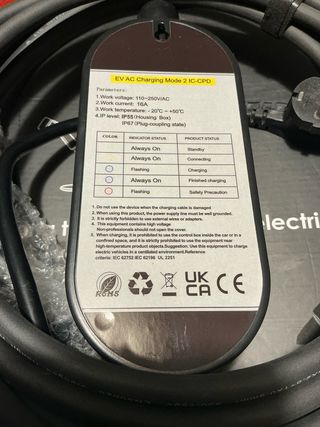 EV AC Charging Mode 2 IC-CPD
Parameters:
1.Work voltage: 110~250V/AC
2.Work current: 16A
3.Work temperature: - 20℃ ~ +50℃
4.IP level: IP55 (Housing: Box)
IP67 (Plug-coupling state)
COLOR INDICATOR STATUS PRODUCT STATUS
Always On Standby
Always On Connecting
Flashing Charging
Always On Finished charging
Flashing Safety Precaution
1.Do not use the device when the charging cable is damaged
2. When using this product, the power supply line must be well grounded.
3. It is strictly forbidden to use external wires or adapters.
4. This equipment contains high voltage
Non-professionals should not open the cover.
5. When charging, it is prohibited to use the control box inside the car or in a
confined space, and it is strictly prohibited to use the equipment near
high-temperature product objects.Suggestion: Use this equipment to charge
electric vehicles in a ventilated environment.Reference
criteria: IEC 62752 IEC 62196 UL 2251
RoHS
UK
CA
CE
electri